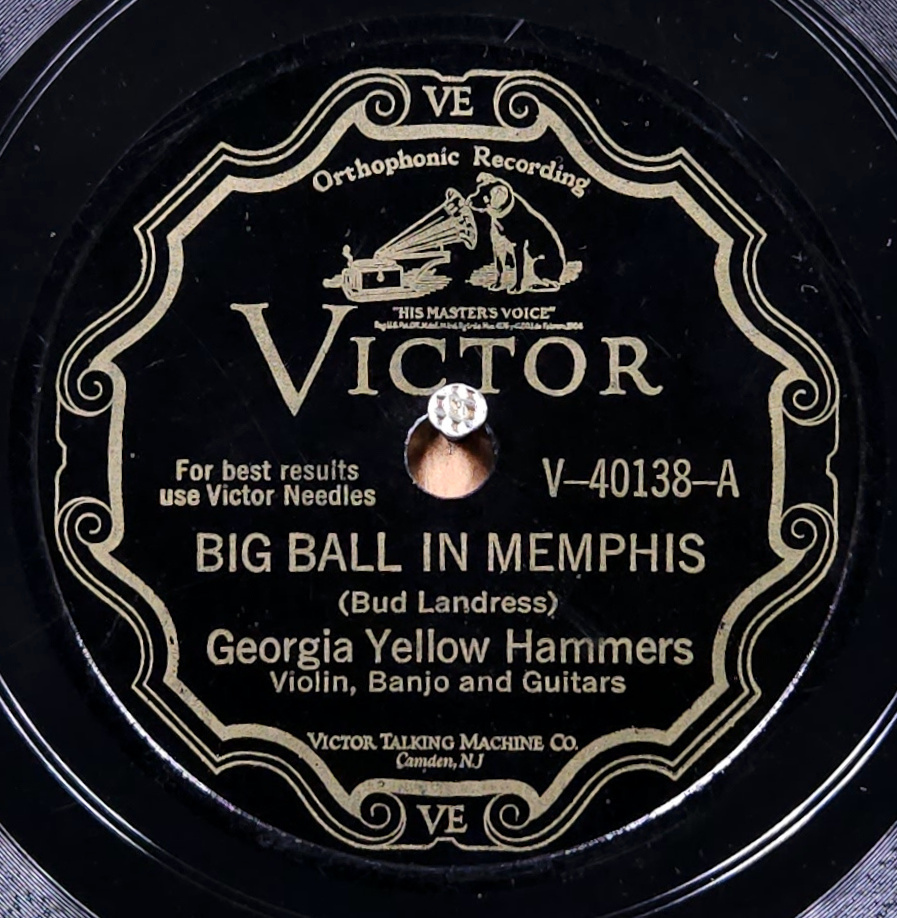 VE
Orthophonic Recording
"HIS MASTER'S VOICE"
VICTOR
For best results
use Victor Needles
V-40138-A
BIG BALL IN MEMPHIS
(Bud Landress)
Georgia Yellow Hammers
Violin, Banjo and Guitars
VICTOR TALKING MACHINE CO.
Camden, NJ
VE